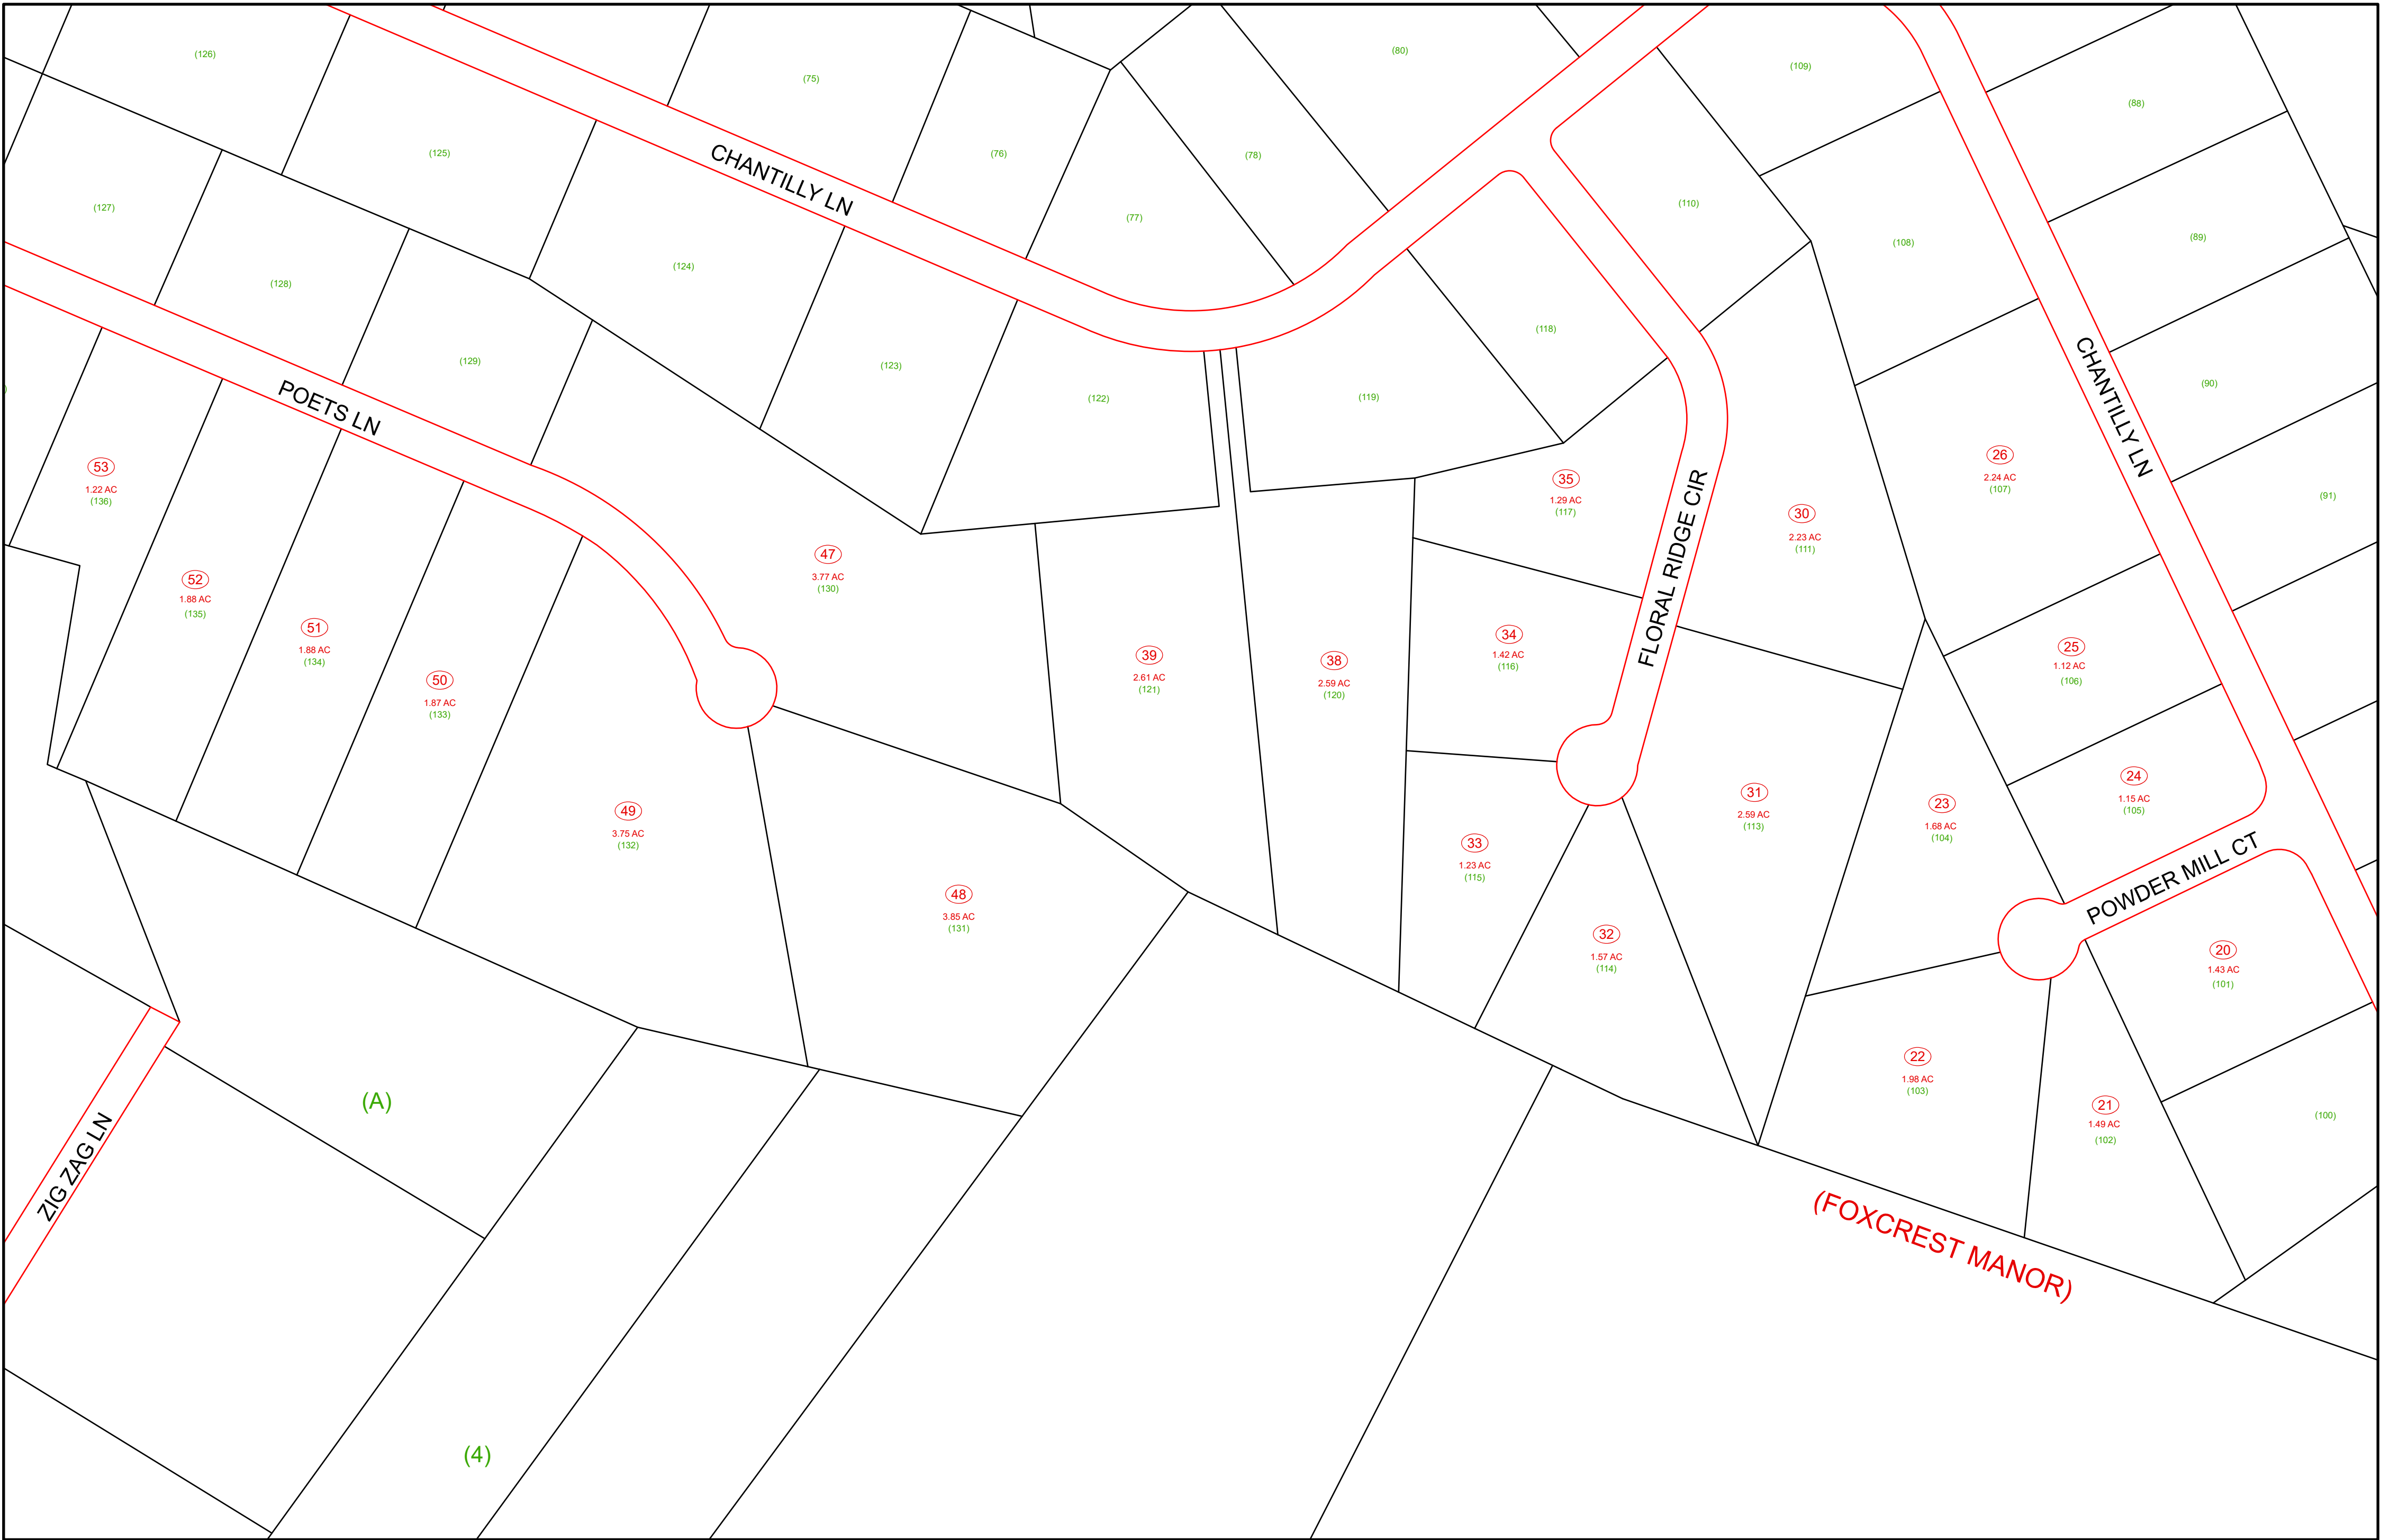 (126)
(75)
(80)
(109)
(88)
(125)
CHANTILLY LN
(76)
(78)
(127)
(77)
(110)
(89)
(108)
(124)
(128)
(118)
(129)
(123)
(122)
(119)
CHANTILLY LN
(90)
POETS LN
53
1.22 AC
(136)
26
2.24 AC
(107)
35
1.29 AC
(117)
(91)
30
2.23 AC
(111)
FLORAL RIDGE CIR
47
3.77 AC
(130)
52
1.88 AC
(135)
51
1.88 AC
(134)
34
1.42 AC
(116)
25
1.12 AC
(106)
39
2.61 AC
(121)
38
2.59 AC
(120)
50
1.87 AC
(133)
24
1.15 AC
(105)
31
2.59 AC
(113)
23
1.68 AC
(104)
49
3.75 AC
(132)
33
1.23 AC
(115)
POWDER MILL CT
48
3.85 AC
(131)
32
1.57 AC
(114)
20
1.43 AC
(101)
22
1.98 AC
(103)
(A)
21
1.49 AC
(102)
(100)
ZIG ZAG LN
(FOXCREST MANOR)
(4)